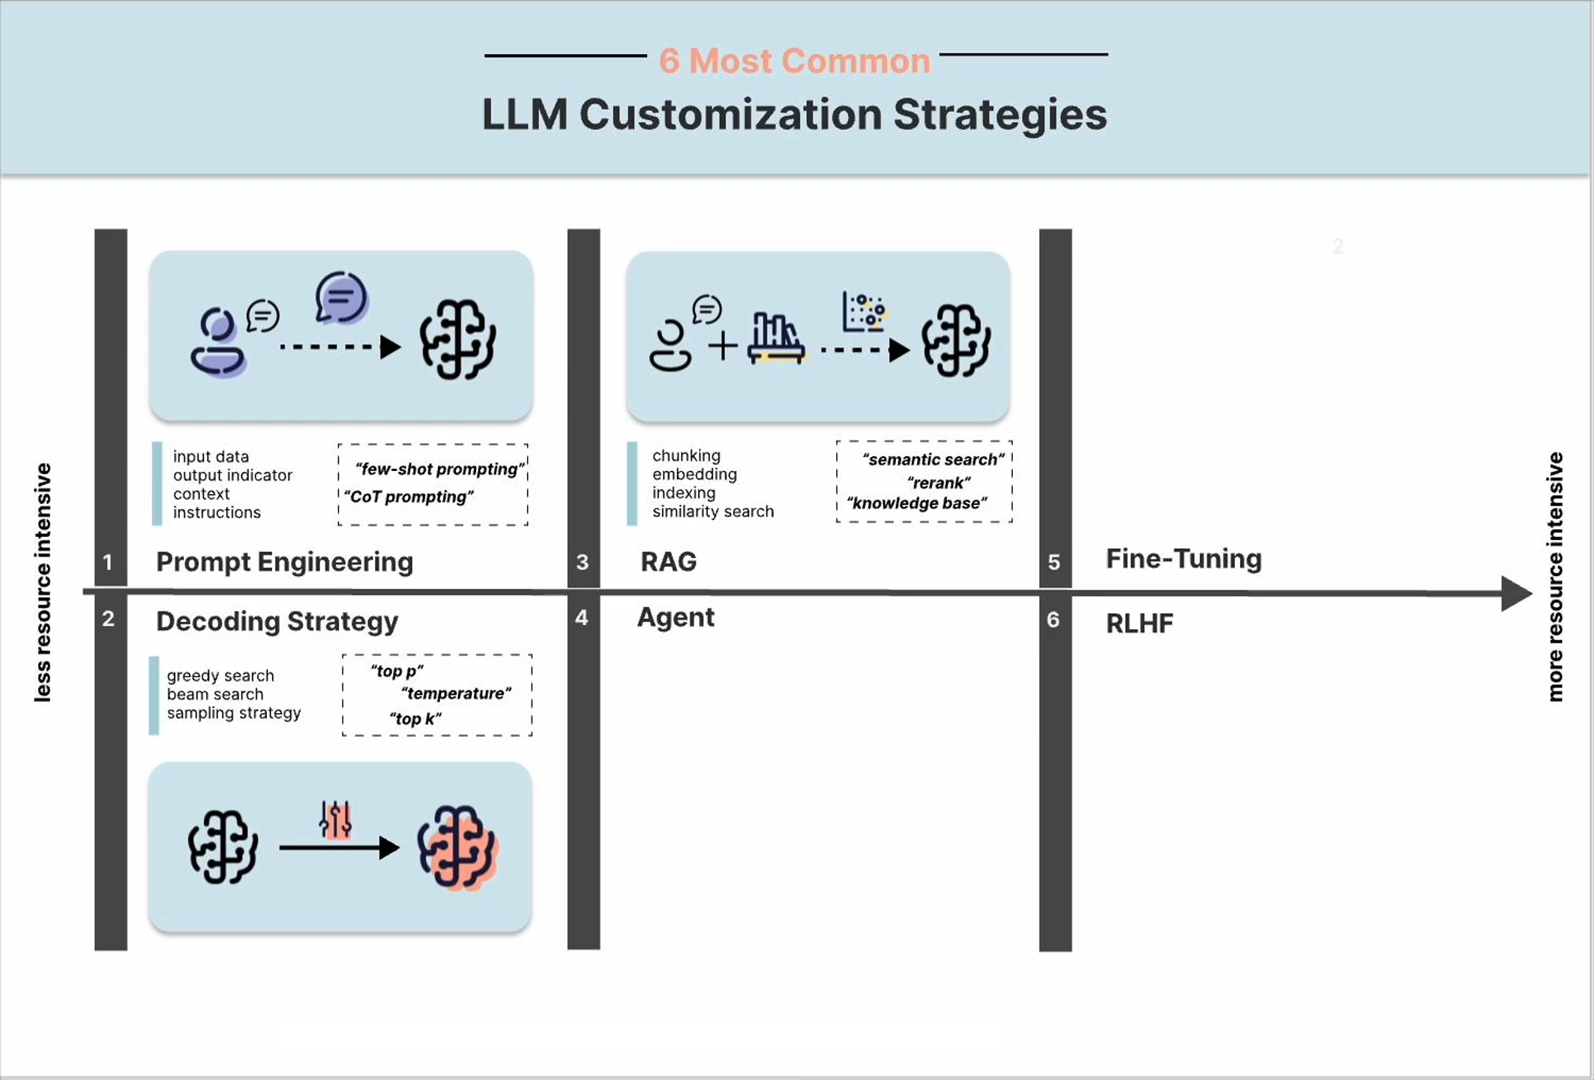 6 Most Common
LLM Customization Strategies
less resource intensive
more resource intensive
input data
output indicator
context
instructions
“few-shot prompting”
“CoT prompting”
1
Prompt Engineering
chunking
embedding
indexing
similarity search
“semantic search”
“rerank”
“knowledge base”
3
RAG
2
5
Fine-Tuning
2
Decoding Strategy
greedy search
beam search
sampling strategy
“top p”
“temperature”
“top k”
4
Agent
6
RLHF